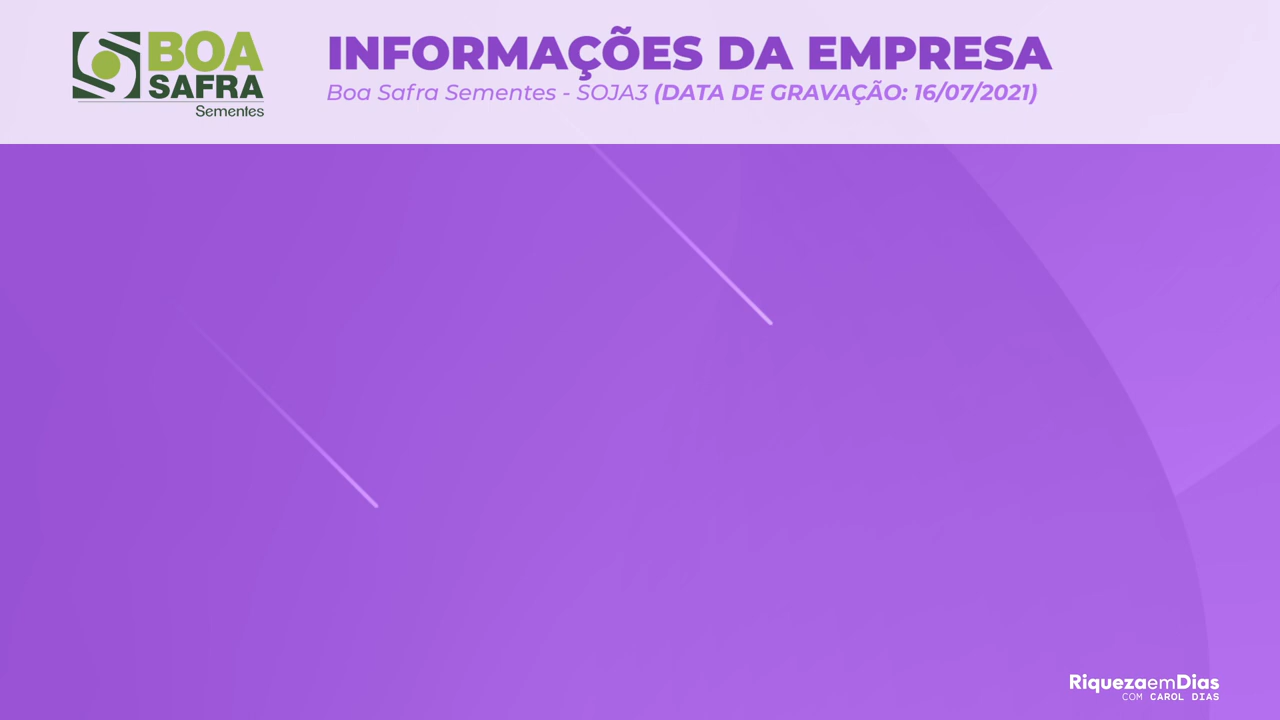 BOA
SAFRA
Sementes
INFORMAÇÕES DA EMPRESA
Boa Safra Sementes - SOJA3 (DATA DE GRAVAÇÃO: 16/07/2021)
RiquezaemDias
COM CAROL DIAS